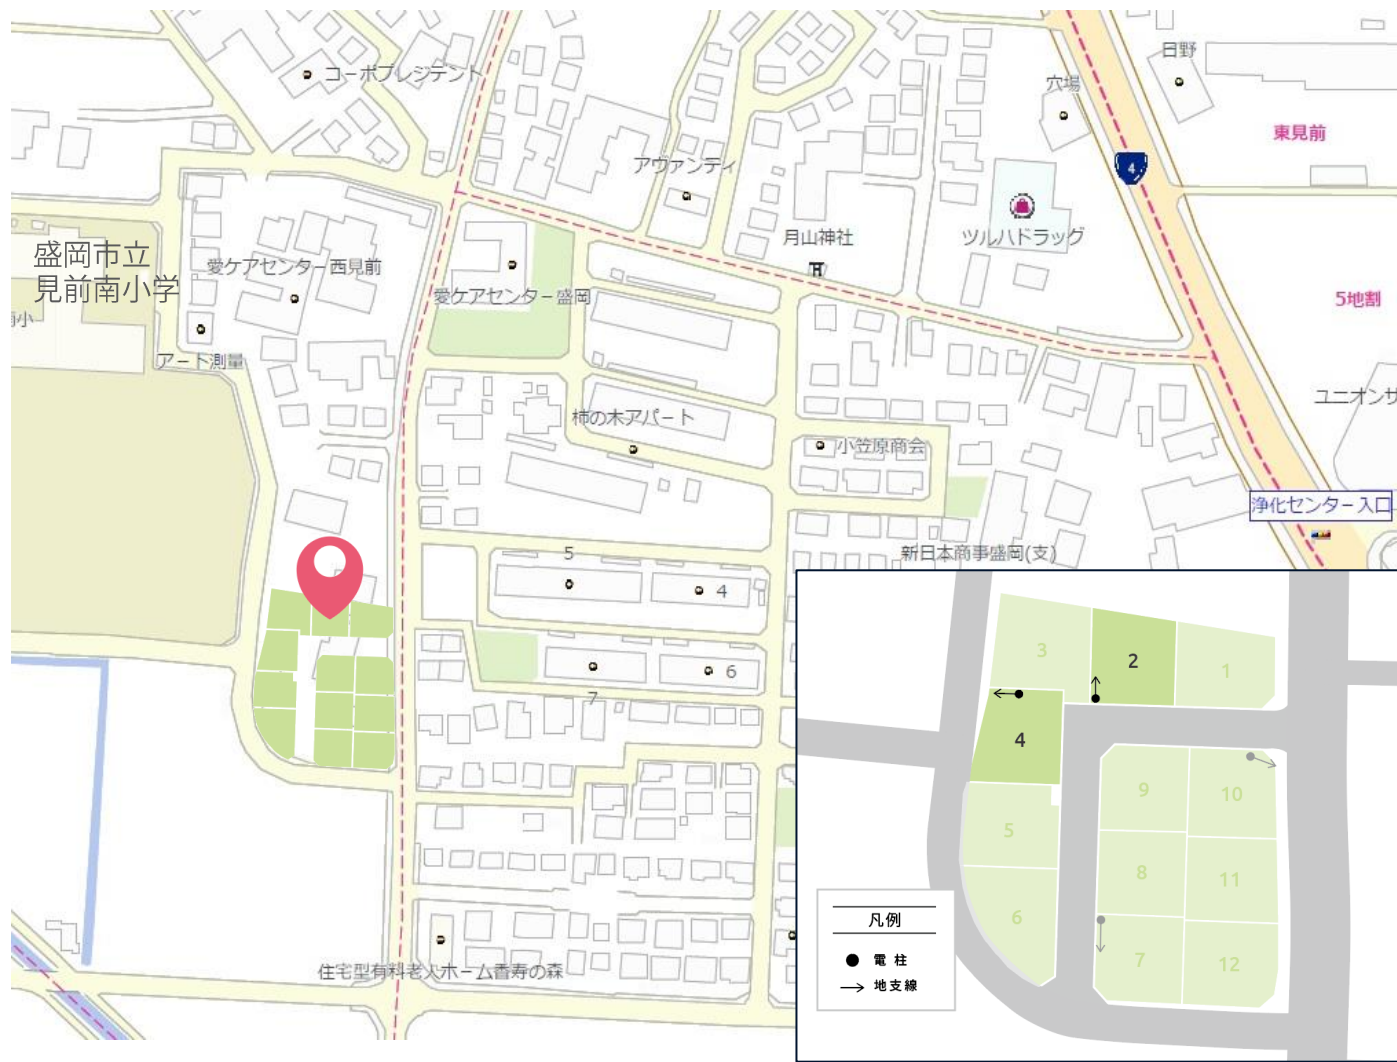 コーポプレジデント
日野
穴場
東見前
4
アヴァンティ
月山神社
ツルハドラッグ
盛岡市立
見前南小学
愛ケアセンター西見前
愛ケアセンター盛岡
5地割
アート測量
柿の木アパート
小笠原商会
ユニオンサ
浄化センター入口
新日本商事盛岡(支)
5
4
6
7
住宅型有料老人ホーム香寿の森
3
2
1
4
9
10
5
8
11
6
7
12
凡例
電柱
地支線